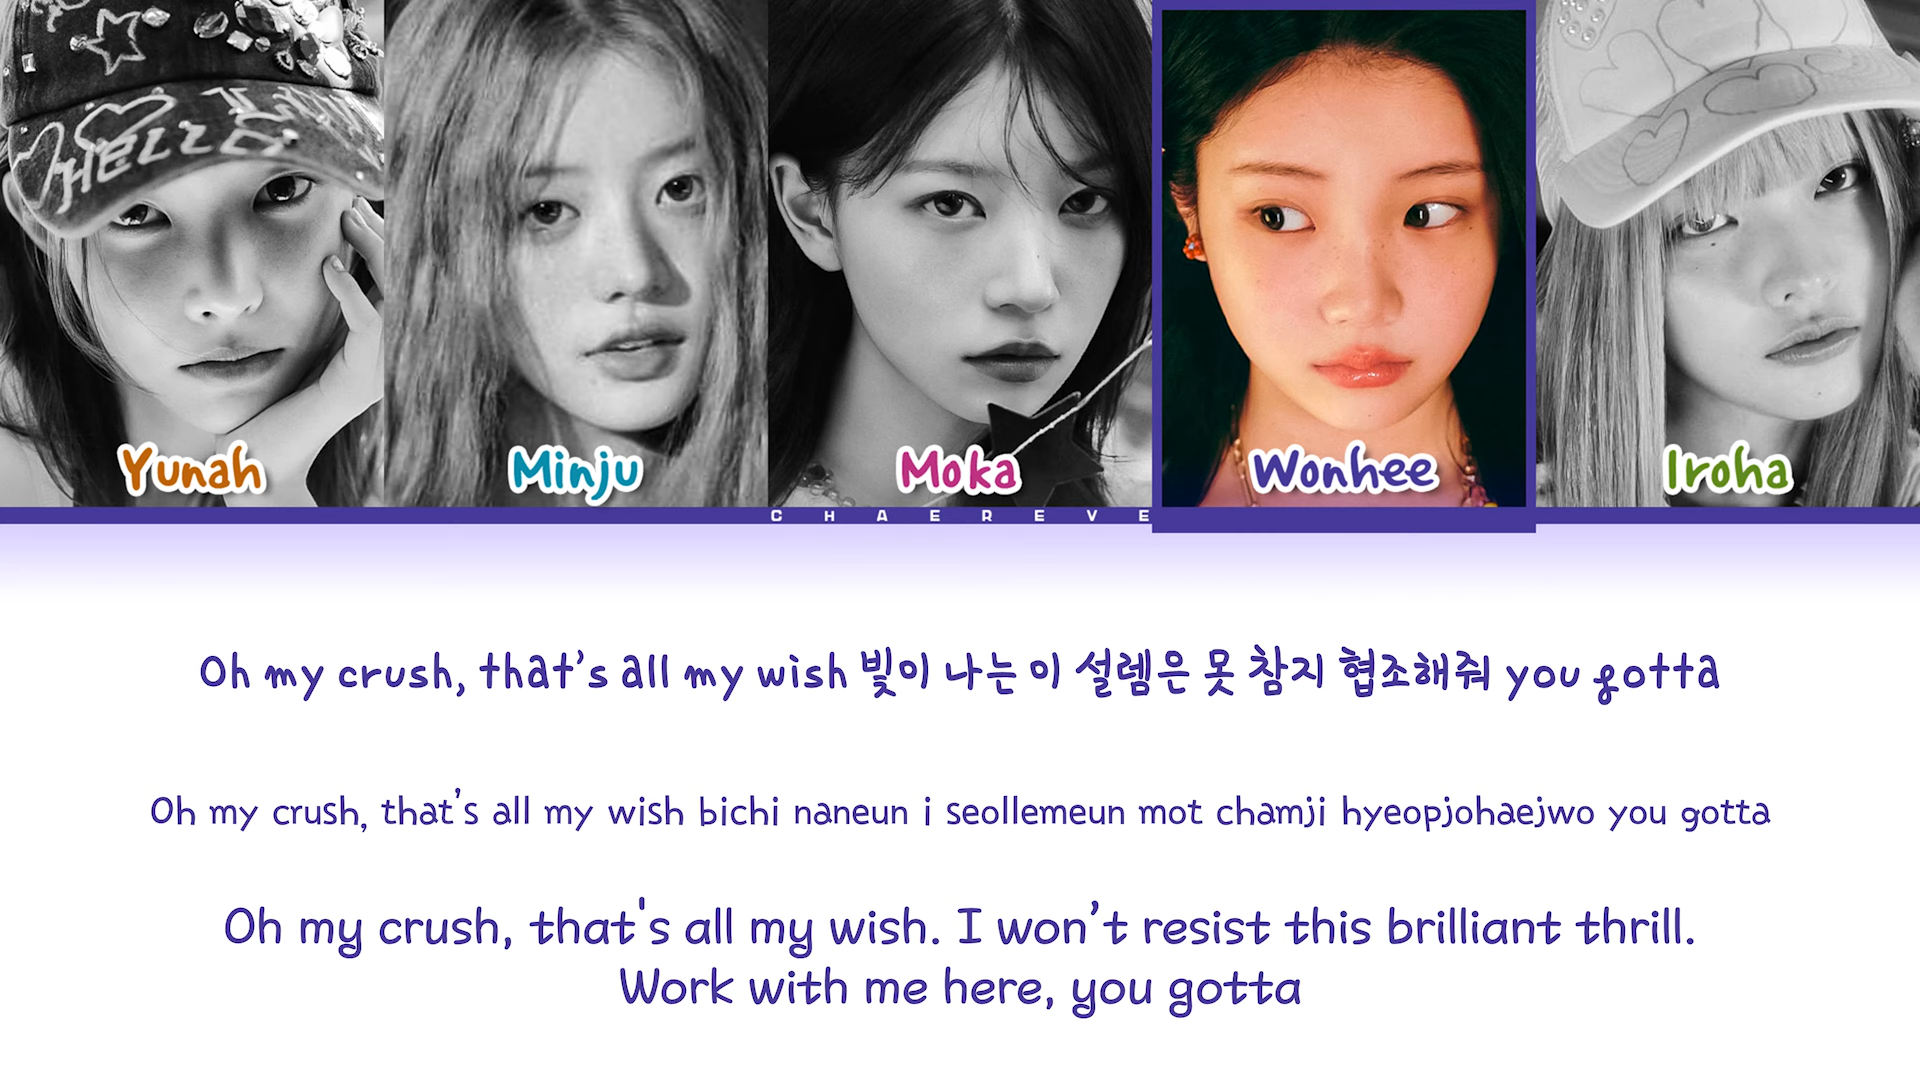 HELLO
Yunah
Minju
Moka
Wonhee
Iroha
CHAEREVE
Oh my crush, that's all my wish 빛이 나는 이 설렘은 못 참지 협조해줘 you gotta
Oh my crush, that's all my wish bichi naneun i seollemeun mot chamji hyeopjohaejwo you gotta
Oh my crush, that's all my wish. I won't resist this brilliant thrill.
Work with me here, you gotta